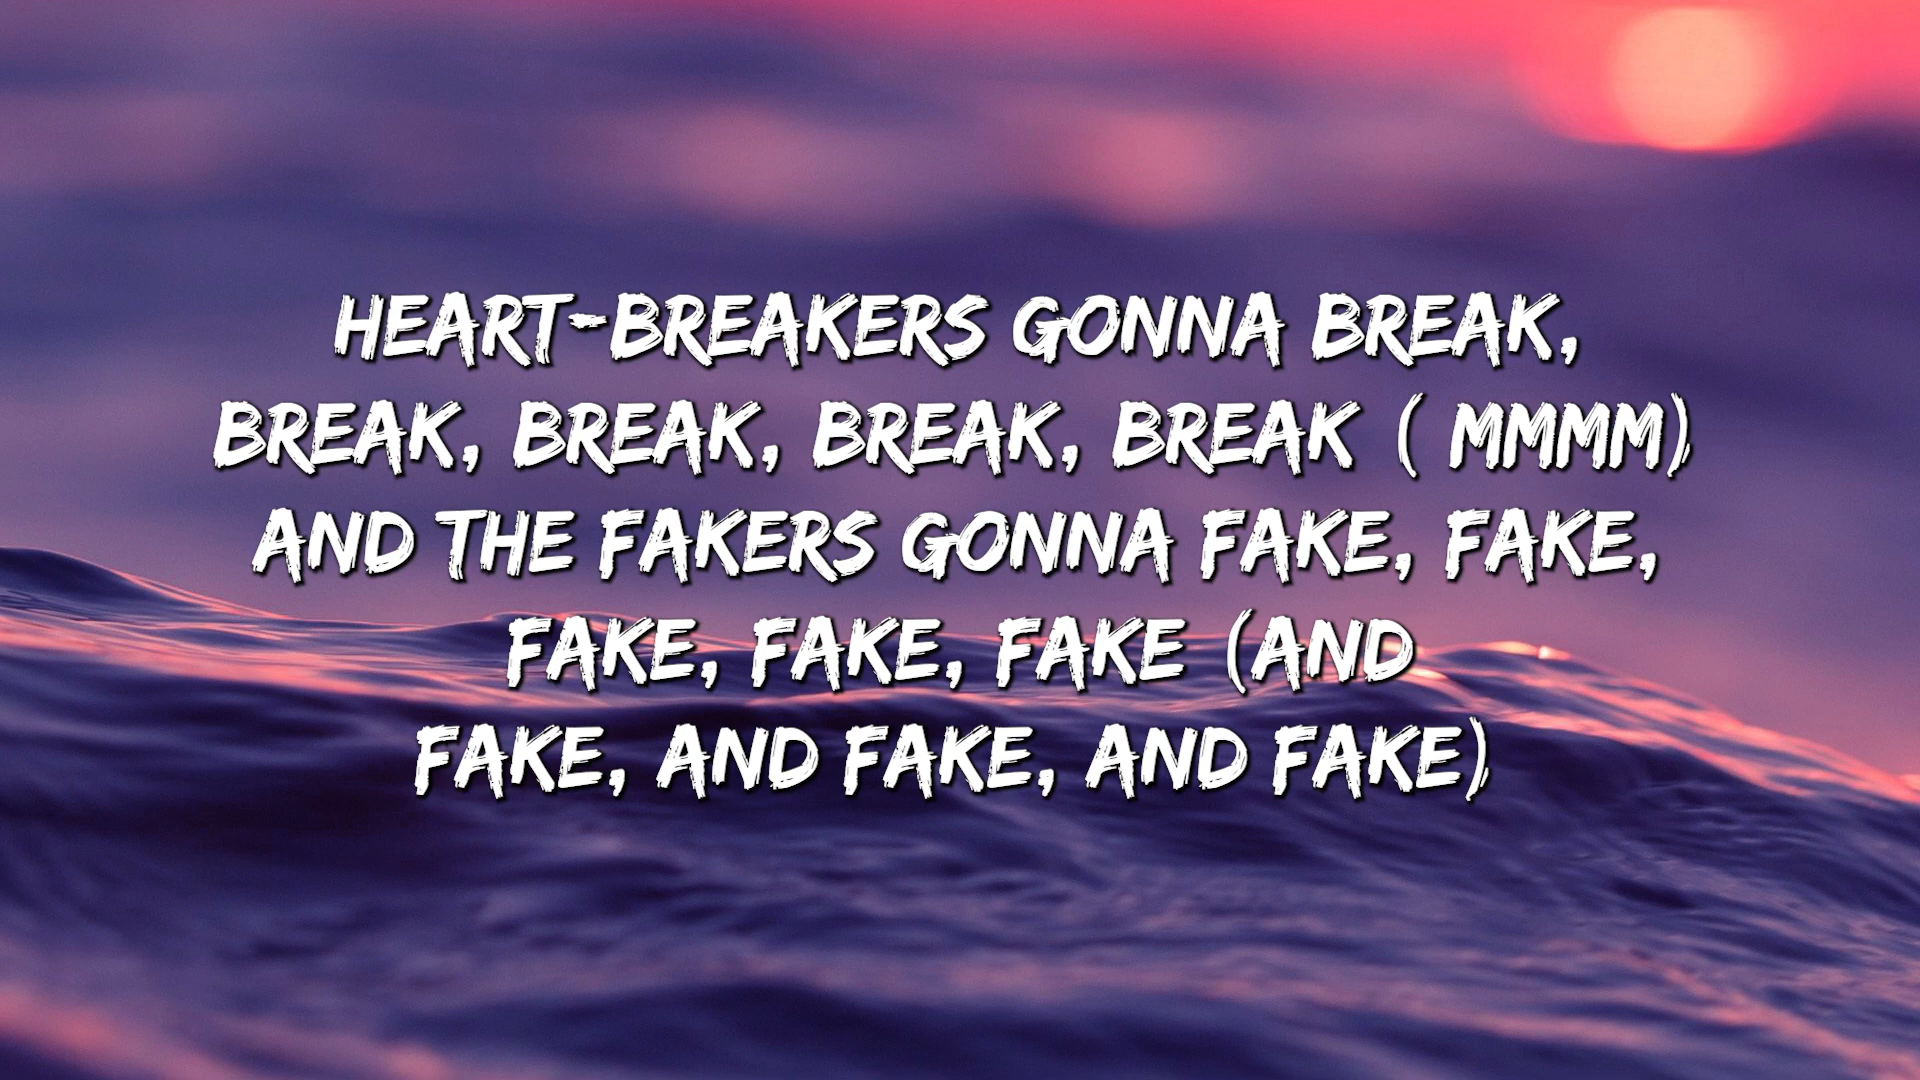 HEART-BREAKERS GONNA BREAK,
BREAK, BREAK, BREAK, BREAK ( MMMM)
AND THE FAKERS GONNA FAKE, FAKE,
FAKE, FAKE, FAKE (AND
FAKE, AND FAKE, AND FAKE)